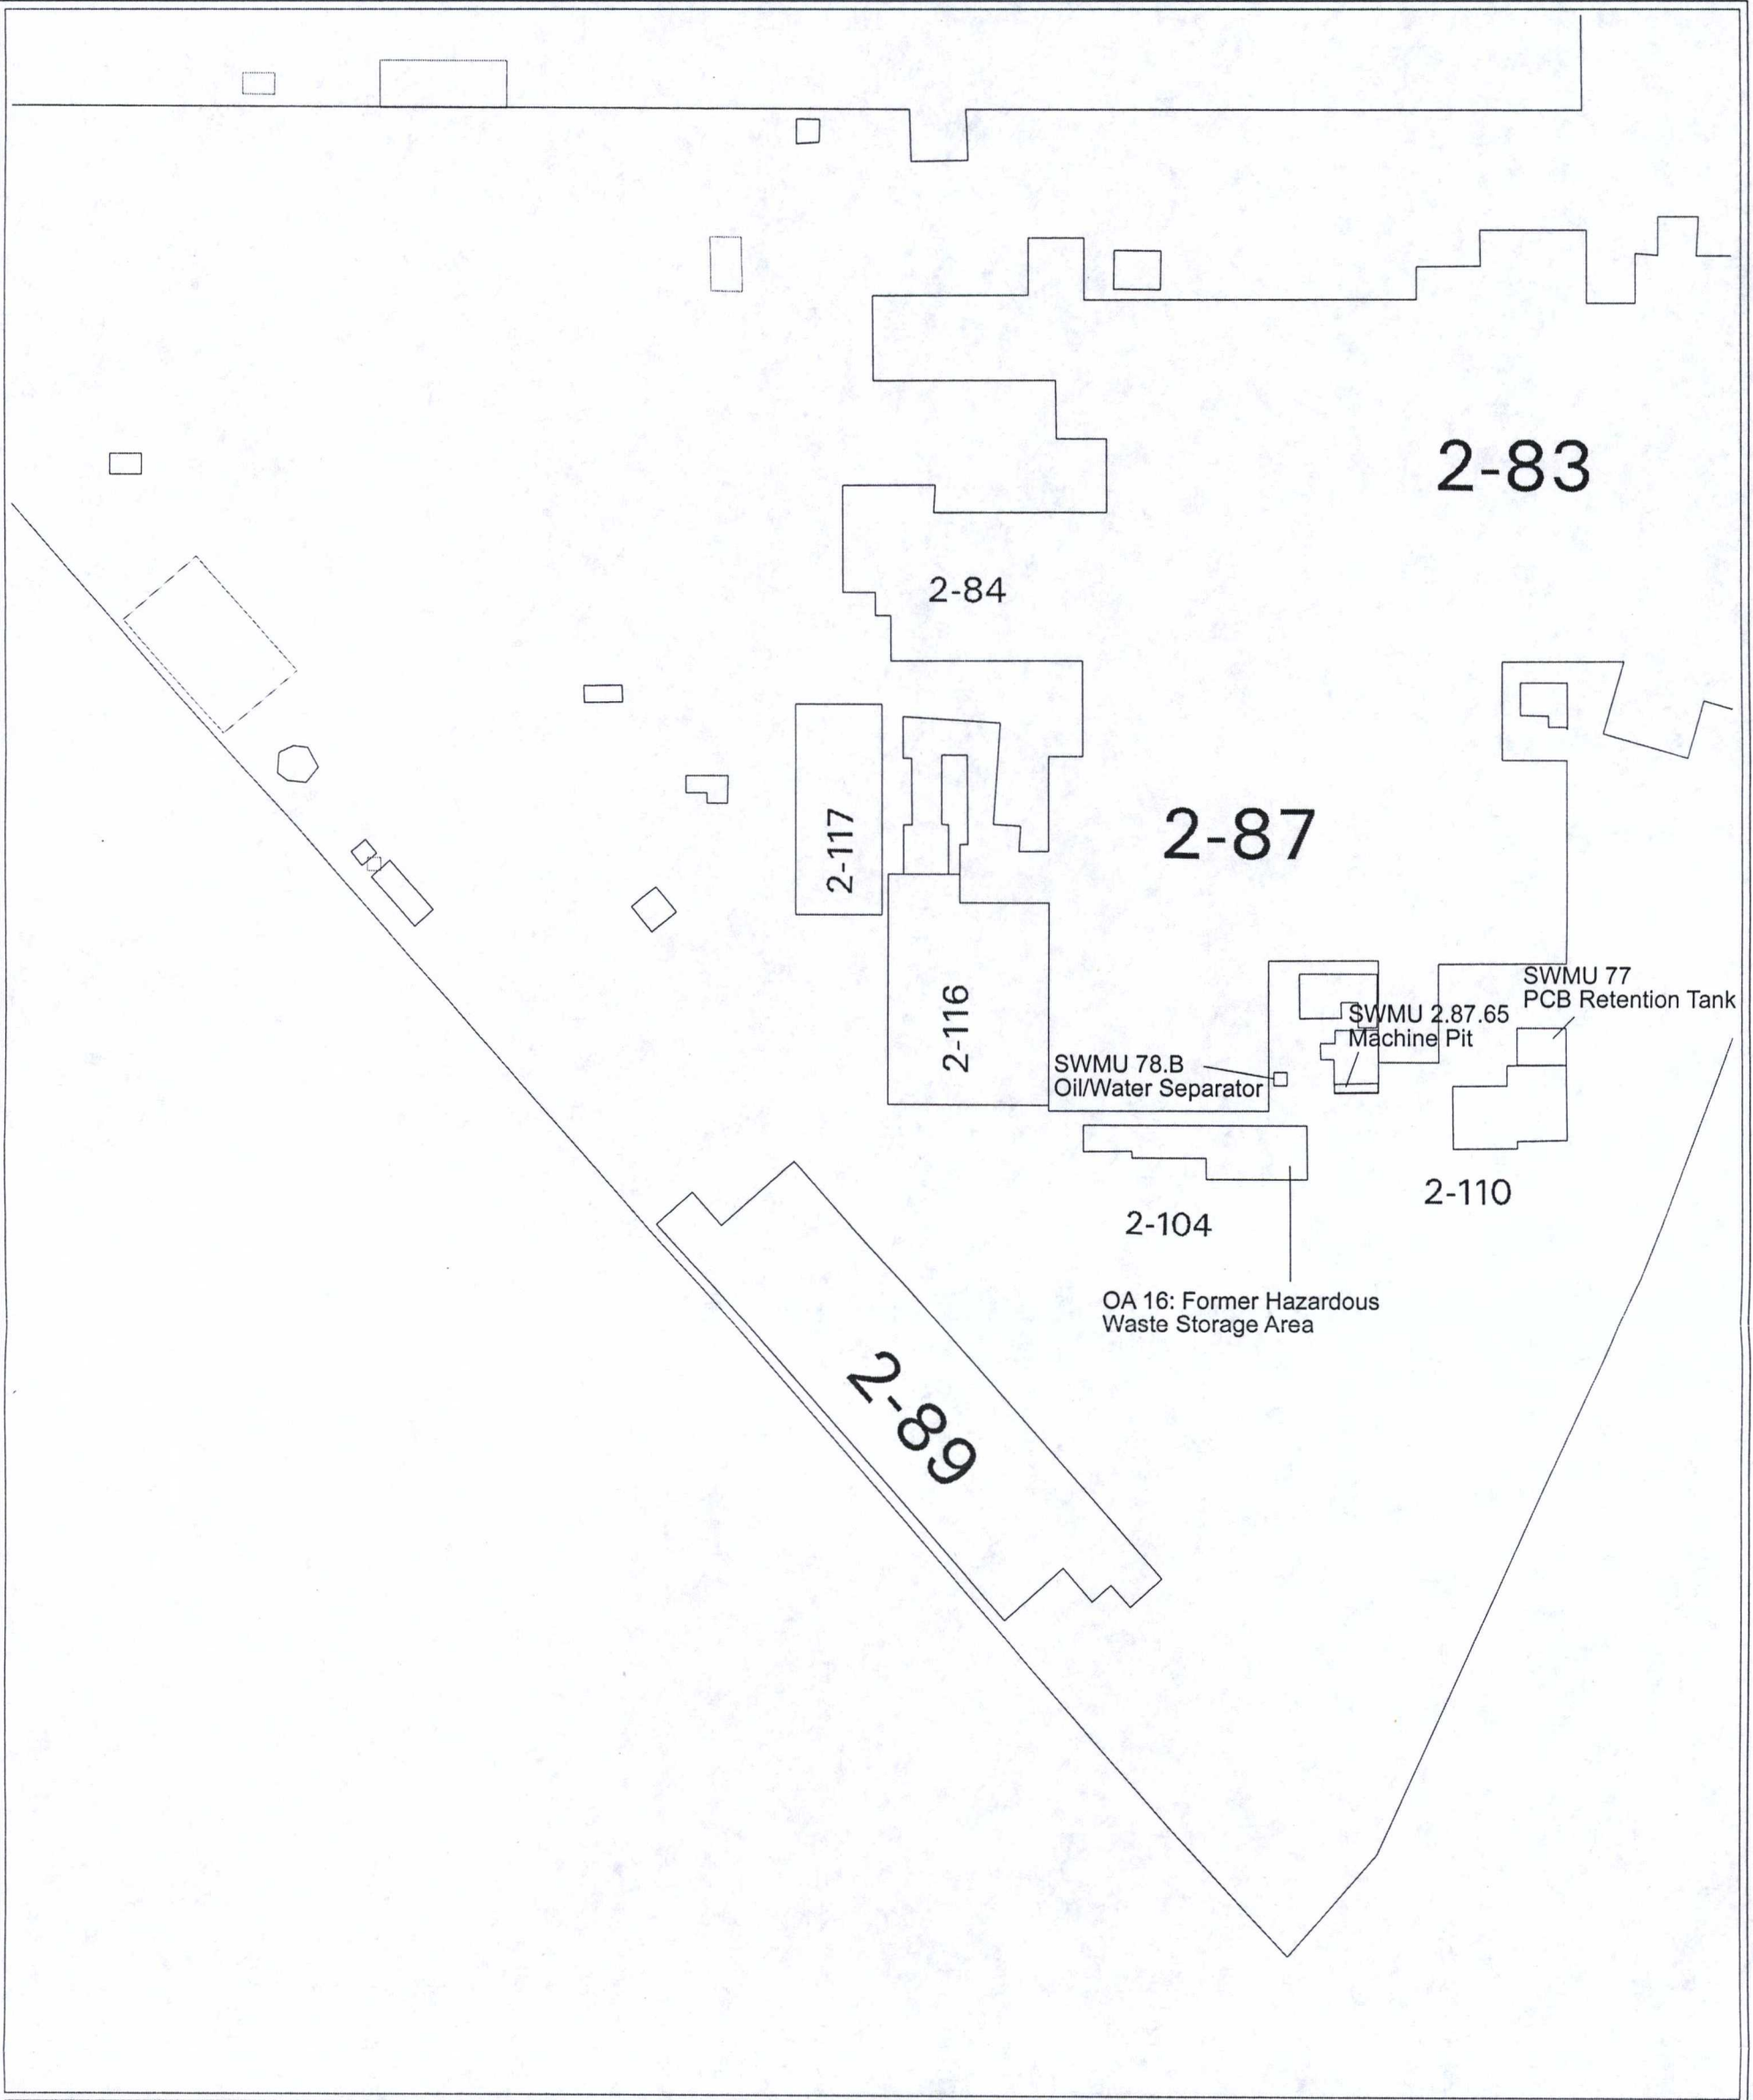 2-83
2-84
2-117
2-87
2-116
SWMU 77
PCB Retention Tank
SWMU 2.87.65
Machine Pit
SWMU 78.B
Oil/Water Separator
2-110
2-104
OA 16: Former Hazardous
Waste Storage Area
2-89